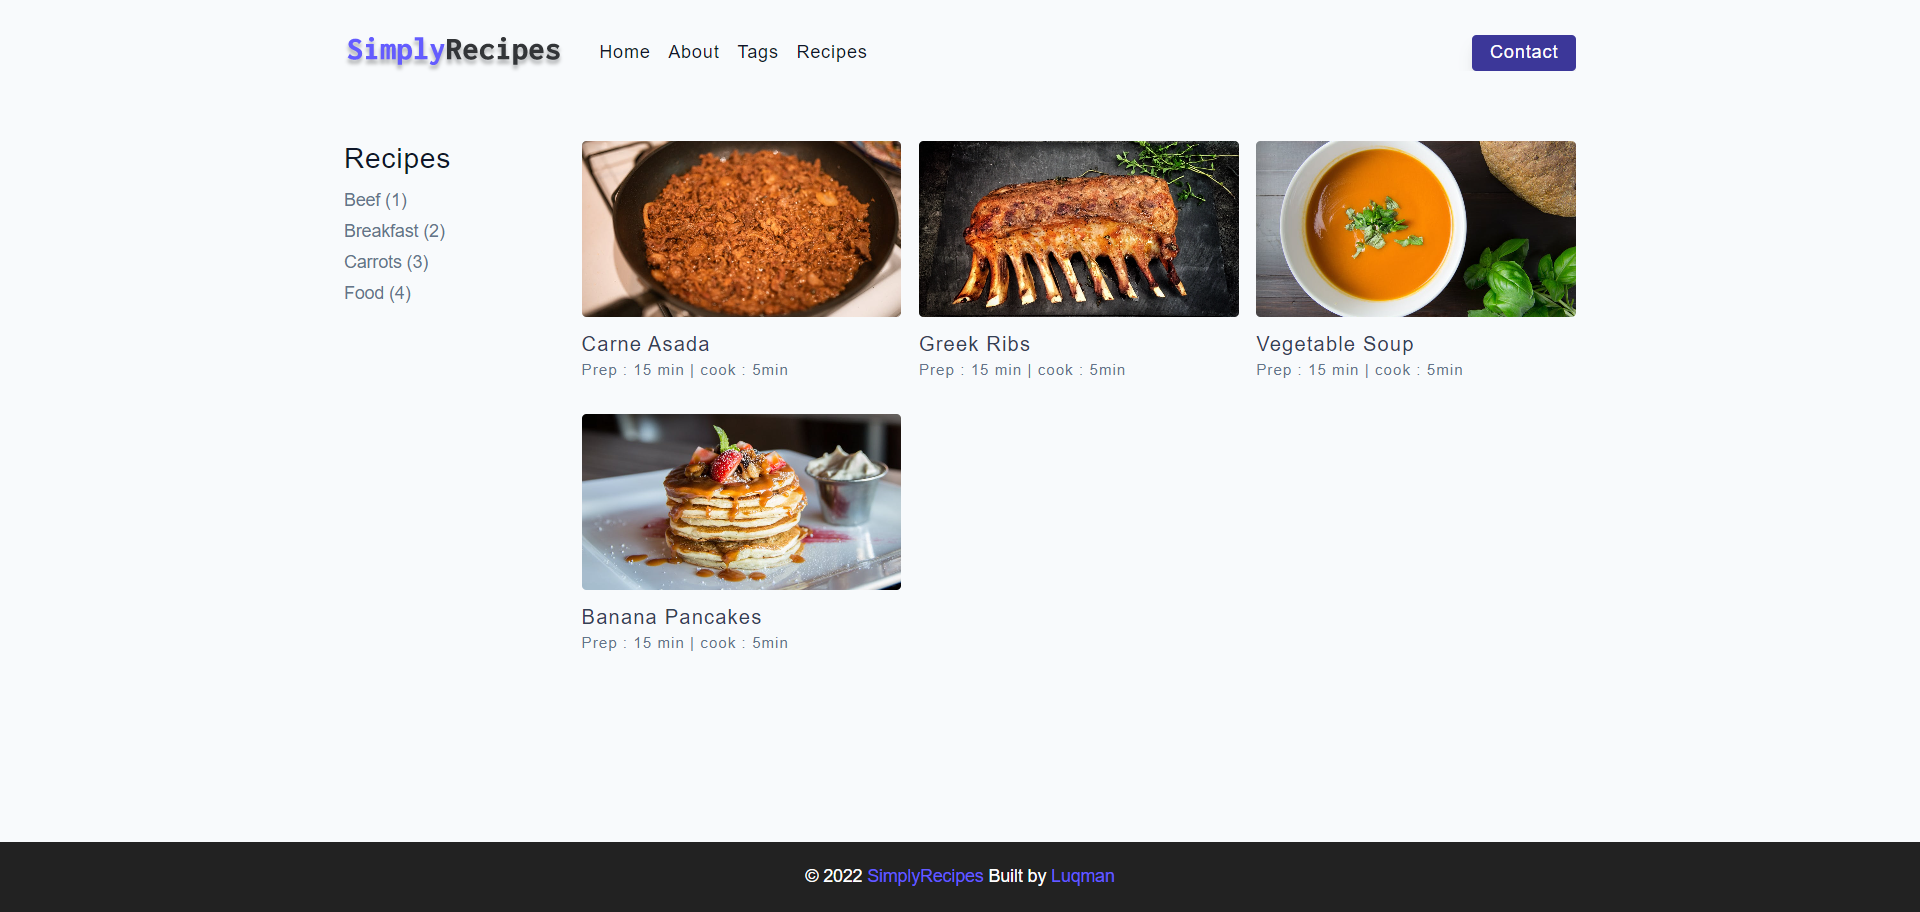 SimplyRecipes
Home About Tags Recipes
Contact
Recipes
Beef (1)
Breakfast (2)
Carrots (3)
Food (4)
Carne Asada
Prep : 15 min | cook : 5min
Greek Ribs
Prep : 15 min | cook : 5min
Vegetable Soup
Prep : 15 min | cook : 5min
Banana Pancakes
Prep : 15 min | cook : 5min
© 2022 SimplyRecipes Built by Luqman